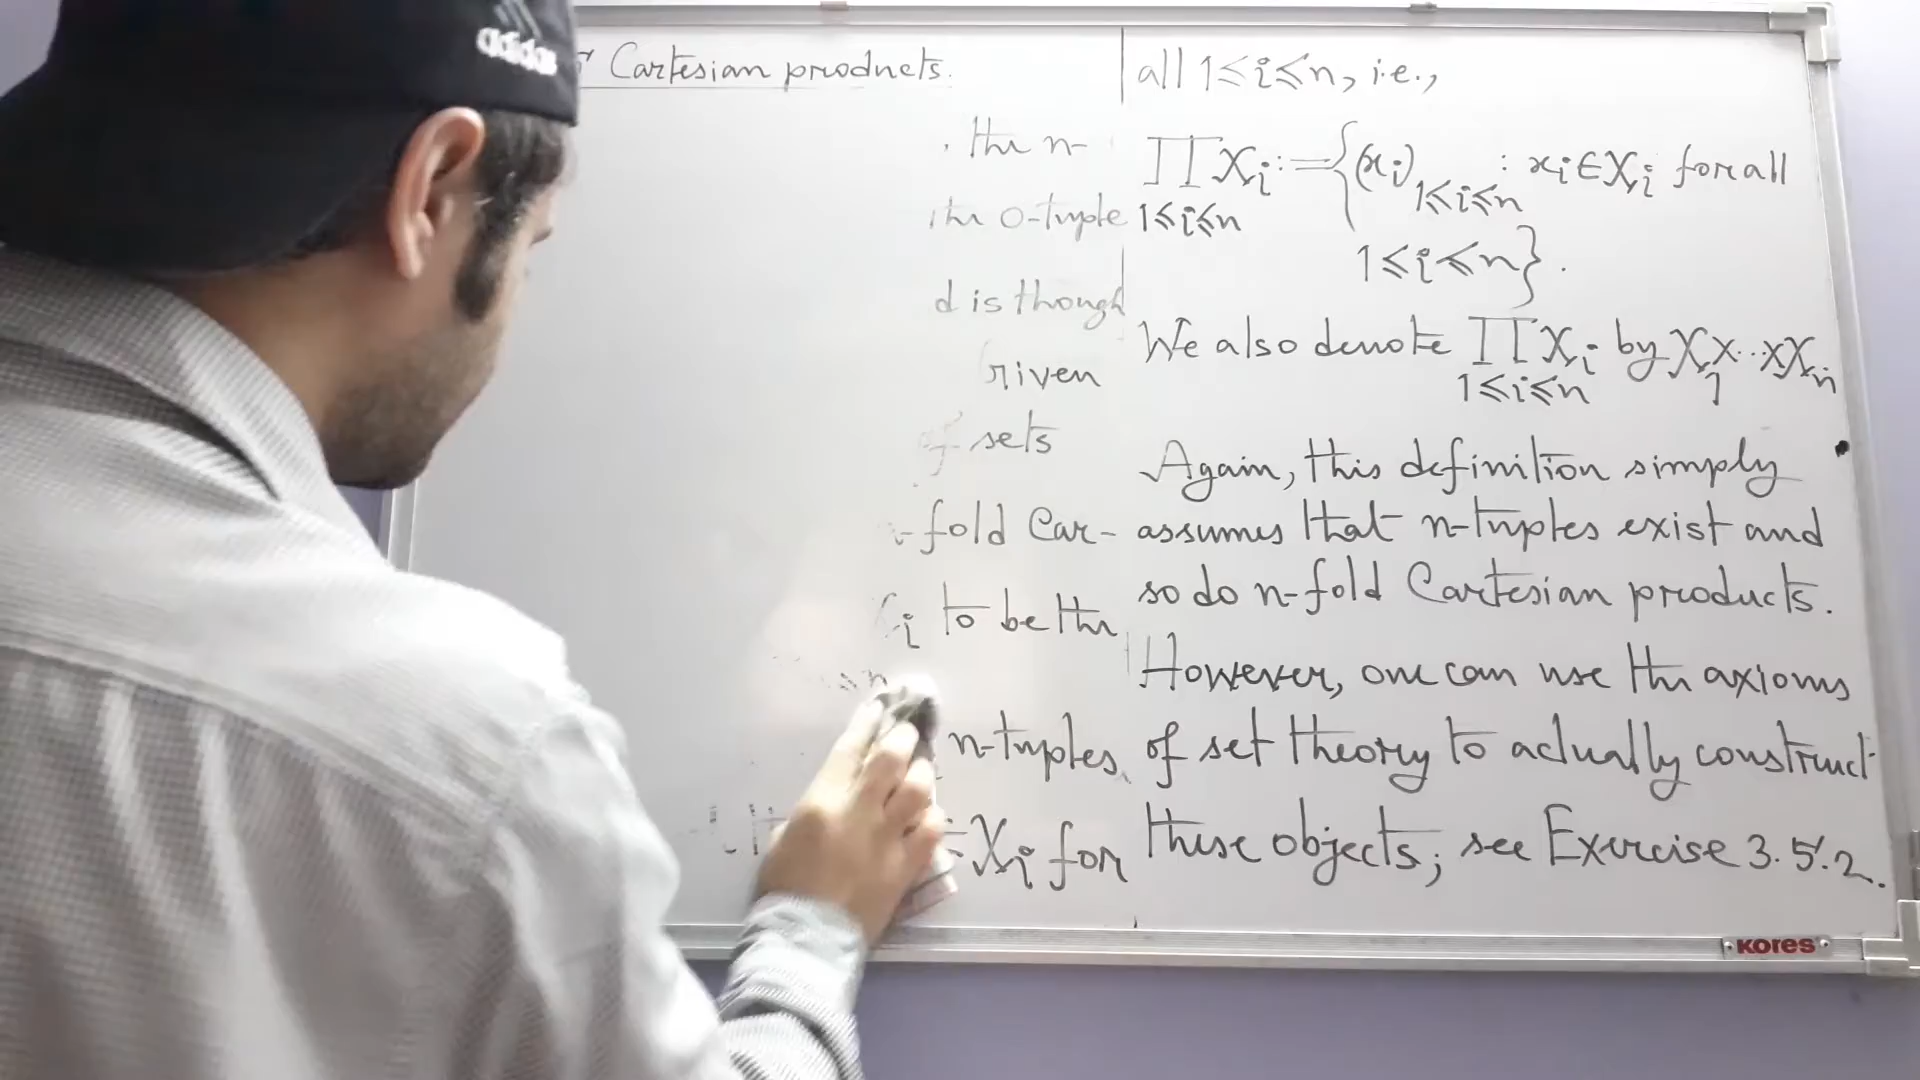 adidas
Cartesian products.
the n-
the 0-tuple
d is though
riven
of sets
-fold Car-
i to be the
n-tuples
∈Xi for
all 1≤i≤n, i.e.,
∏ Xi := {(xi) : xi∈Xi for all
1≤i≤n 1≤i≤n
1≤i≤n}.
We also denote ∏ Xi by X1×...×Xn
1≤i≤n
Again, this definition simply
assumes that n-tuples exist and
so do n-fold Cartesian products.
However, one can use the axioms
of set theory to actually construct
these objects; see Exercise 3.5.2.
KORES